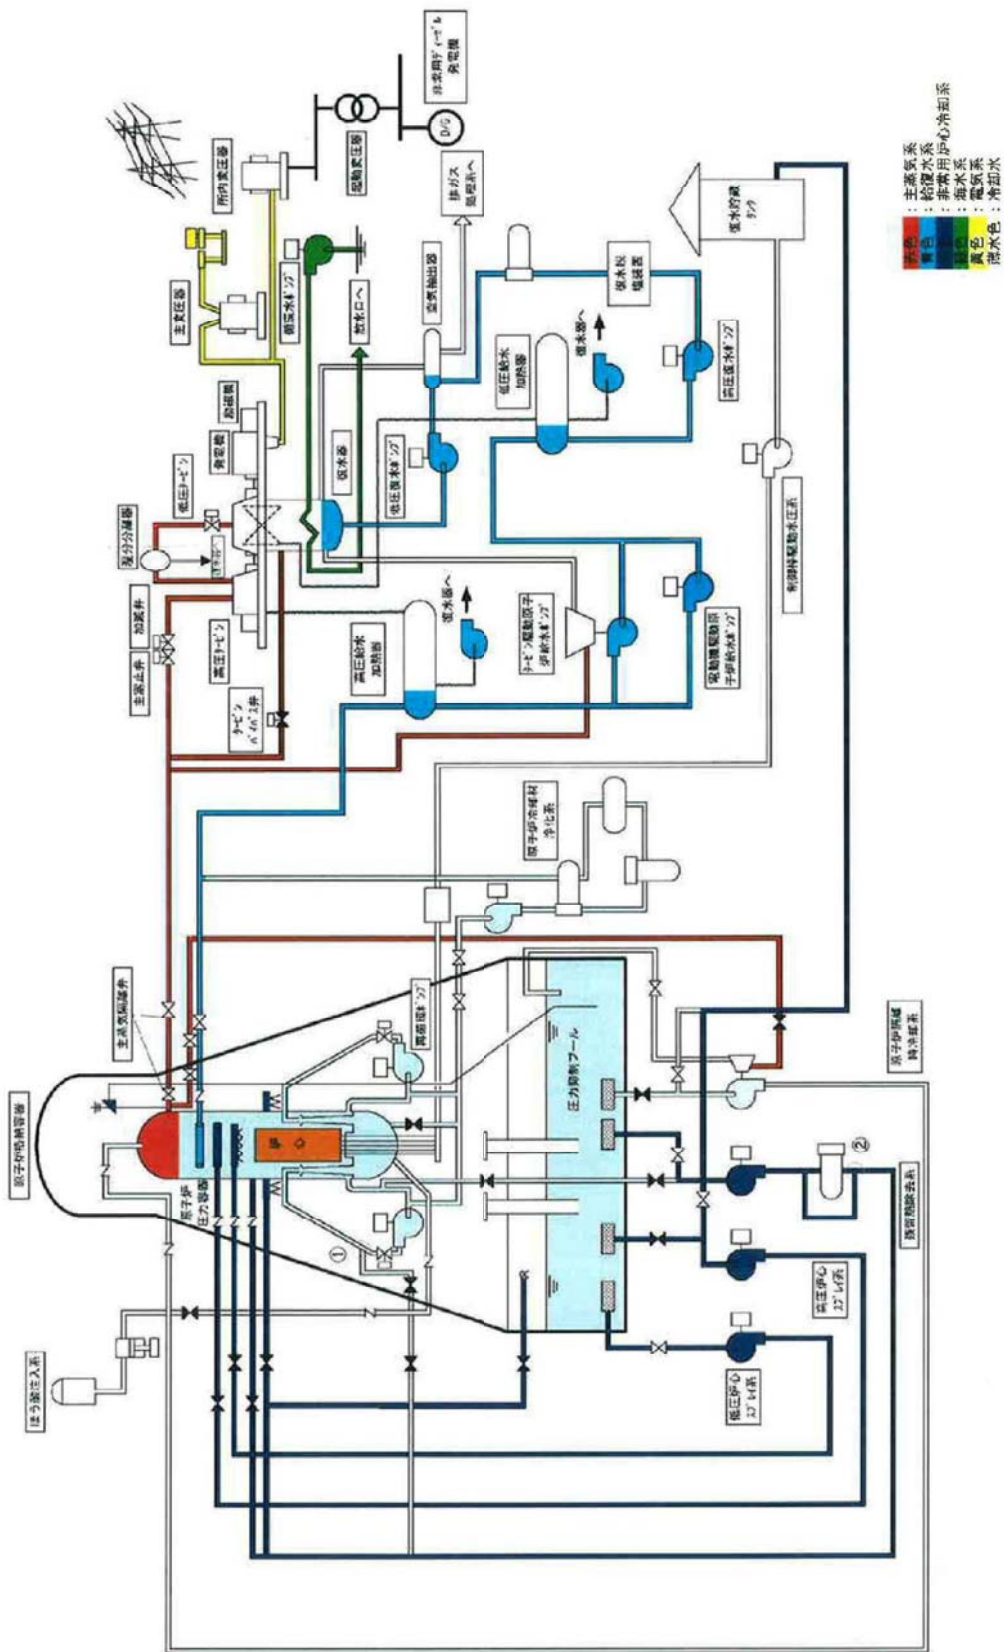 ほう酸注入系
原子炉格納容器
主蒸気隔離弁
原子炉
圧力容器
炉心
①
再循環ポンプ
圧力抑制プール
低圧炉心
スプレイ系
高圧炉心
スプレイ系
②
残留熱除去系
原子炉隔離
時冷却系
原子炉冷却材
浄化系
主塞止弁
加減弁
高圧タービン
タービン
バイパス弁
湿分分離器
復水器へ
低圧タービン
発電機
励磁機
主変圧器
所内変圧器
起動変圧器
非常用ディーゼル
発電機
D/G
循環水ポンプ
放水口へ
復水器
空気抽出器
排ガス
処理系へ
低圧復水ポンプ
高圧給水
加熱器
復水器へ
低圧給水
加熱器
復水器へ
復水脱
塩装置
高圧復水ポンプ
タービン駆動原子
炉給水ポンプ
電動機駆動原
子炉給水ポンプ
制御棒駆動水圧系
復水貯蔵
タンク
赤色:主蒸気系
青色:給復水系
:非常用炉心冷却系
緑色:海水系
黄色:電気系
薄水色:冷却水